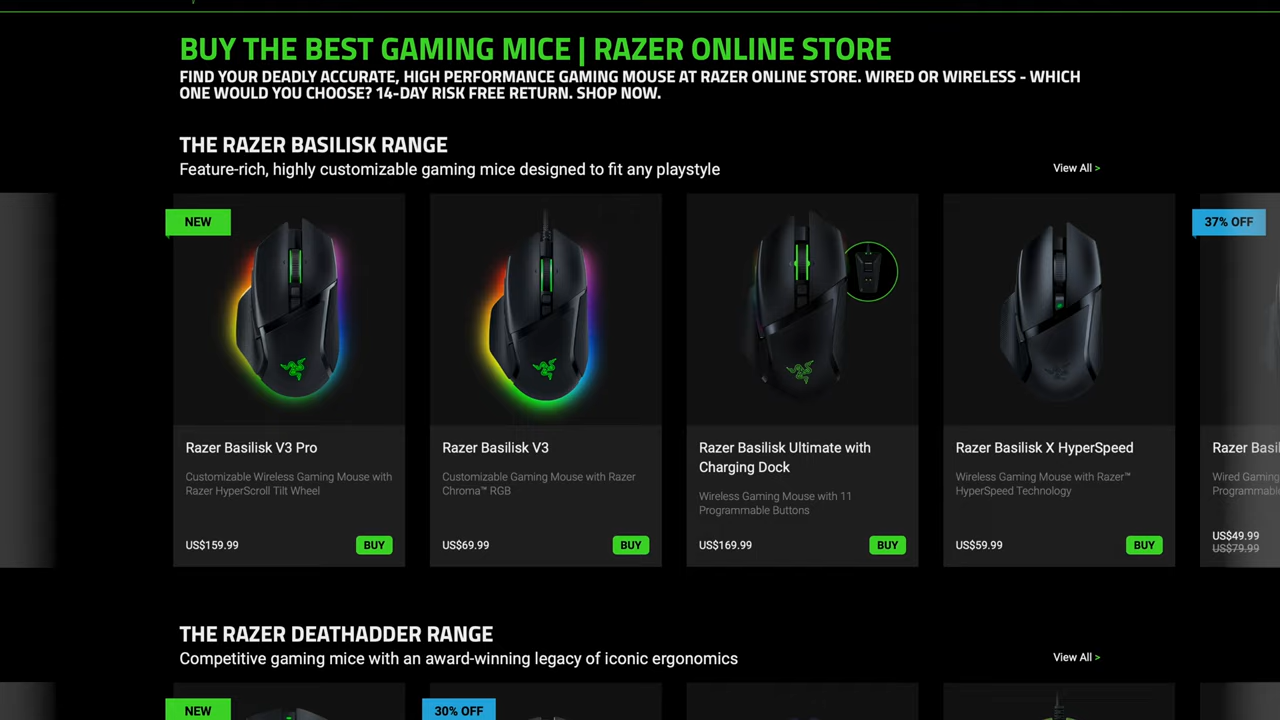 BUY THE BEST GAMING MICE | RAZER ONLINE STORE
FIND YOUR DEADLY ACCURATE, HIGH PERFORMANCE GAMING MOUSE AT RAZER ONLINE STORE. WIRED OR WIRELESS - WHICH
ONE WOULD YOU CHOOSE? 14-DAY RISK FREE RETURN. SHOP NOW.
THE RAZER BASILISK RANGE
Feature-rich, highly customizable gaming mice designed to fit any playstyle
View All >
NEW
37% OFF
Razer Basilisk V3 Pro
Customizable Wireless Gaming Mouse with
Razer HyperScroll Tilt Wheel
US$159.99
BUY
Razer Basilisk V3
Customizable Gaming Mouse with Razer
Chroma™ RGB
US$69.99
BUY
Razer Basilisk Ultimate with
Charging Dock
Wireless Gaming Mouse with 11
Programmable Buttons
US$169.99
BUY
Razer Basilisk X HyperSpeed
Wireless Gaming Mouse with Razer™
HyperSpeed Technology
US$59.99
BUY
Razer Basil
Wired Gaming
Programmabl
US$49.99
US$79.99
THE RAZER DEATHADDER RANGE
Competitive gaming mice with an award-winning legacy of iconic ergonomics
View All >
NEW
30% OFF